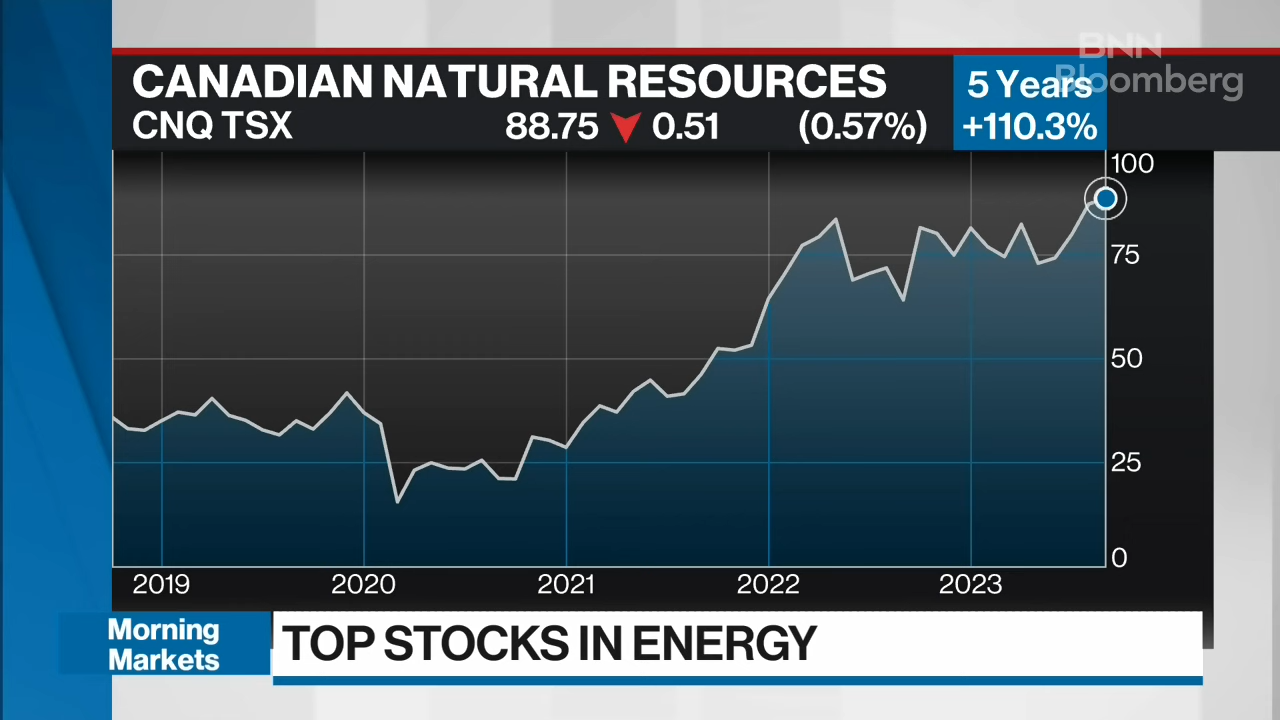 BNN
Bloomberg
CANADIAN NATURAL RESOURCES
CNQ TSX 88.75 0.51 (0.57%)
5 Years
+110.3%
100
75
50
25
0
2019 2020 2021 2022 2023
Morning
Markets
TOP STOCKS IN ENERGY